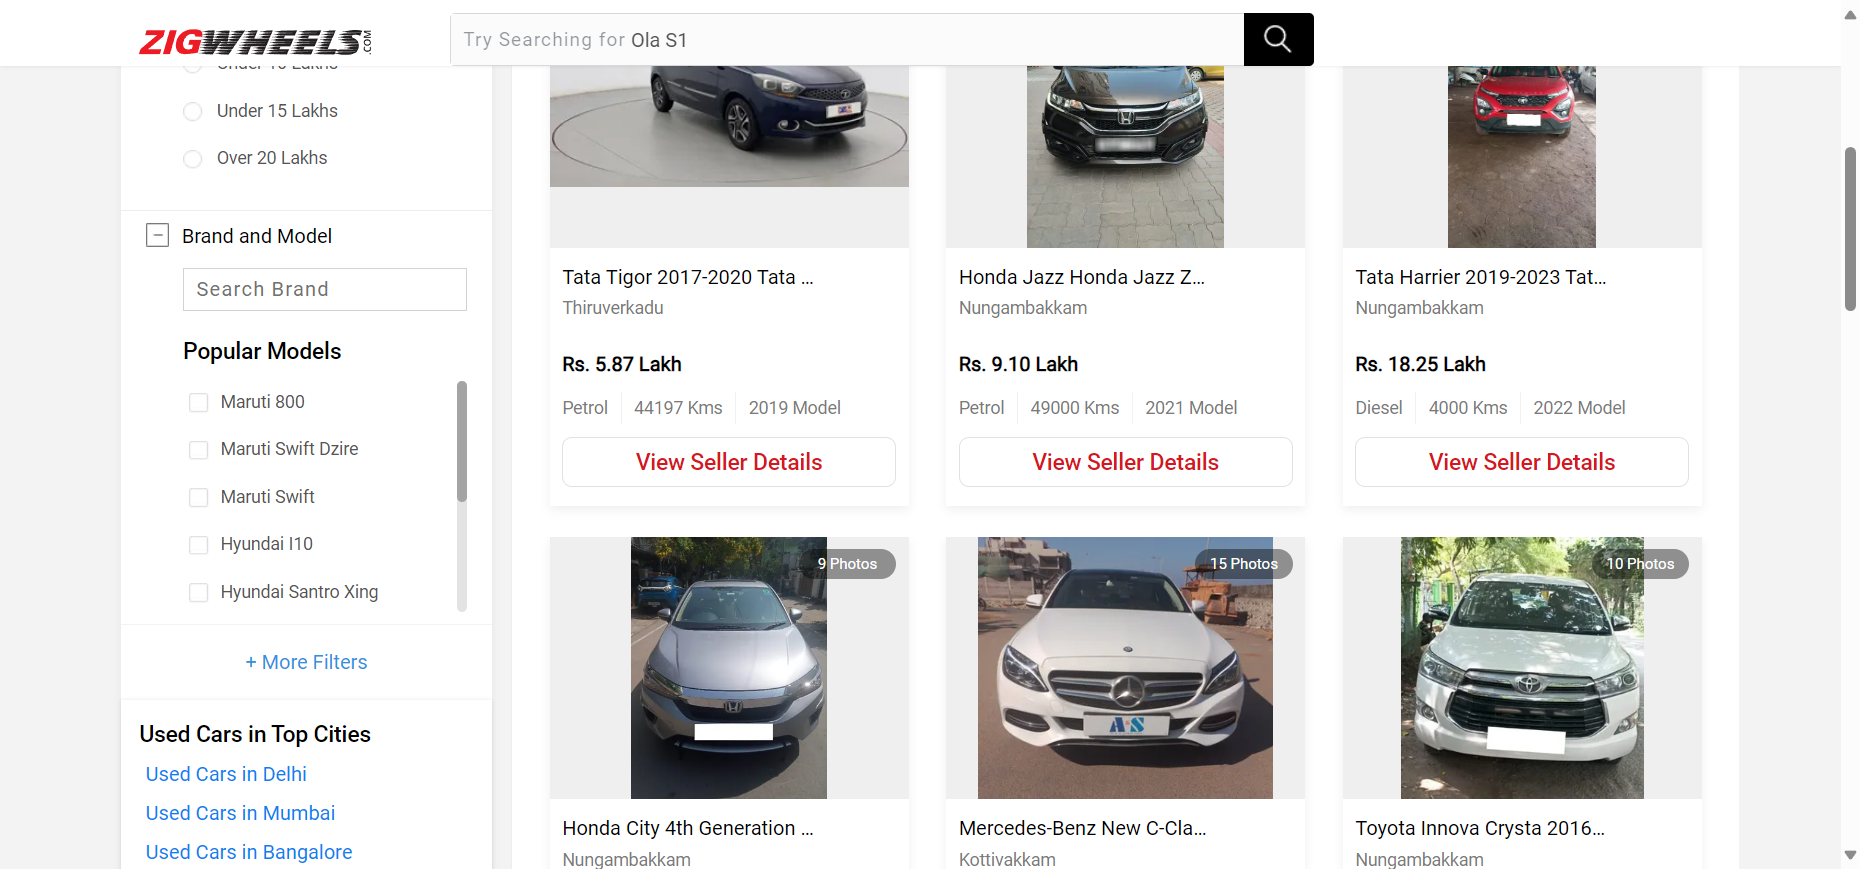 ZIGWHEELS.COM
Try Searching for Ola S1
Under 15 Lakhs
Over 20 Lakhs
Brand and Model
Search Brand
Popular Models
Maruti 800
Maruti Swift Dzire
Maruti Swift
Hyundai I10
Hyundai Santro Xing
+ More Filters
Used Cars in Top Cities
Used Cars in Delhi
Used Cars in Mumbai
Used Cars in Bangalore
Tata Tigor 2017-2020 Tata ...
Thiruverkadu
Rs. 5.87 Lakh
Petrol 44197 Kms 2019 Model
View Seller Details
Honda Jazz Honda Jazz Z...
Nungambakkam
Rs. 9.10 Lakh
Petrol 49000 Kms 2021 Model
View Seller Details
Tata Harrier 2019-2023 Tat...
Nungambakkam
Rs. 18.25 Lakh
Diesel 4000 Kms 2022 Model
View Seller Details
9 Photos
Honda City 4th Generation ...
Nungambakkam
15 Photos
A S
Mercedes-Benz New C-Cla...
Kottivakkam
10 Photos
Toyota Innova Crysta 2016...
Nungambakkam